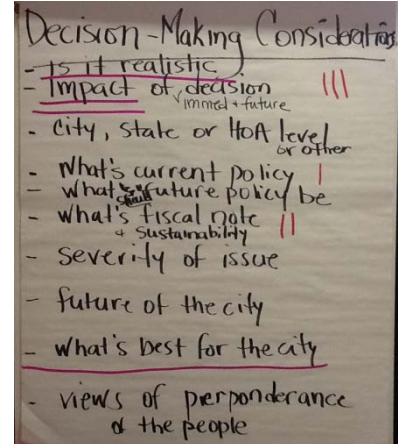 Decision-Making Considerations
- Is it realistic
- Impact of decision III
immed + future
- City, State or HOA level
or other
- What's current policy I
- What should future policy be
- What's fiscal note II
+ Sustainability
- Severity of issue
- future of the city
- what's best for the city
- views of perponderance
of the people